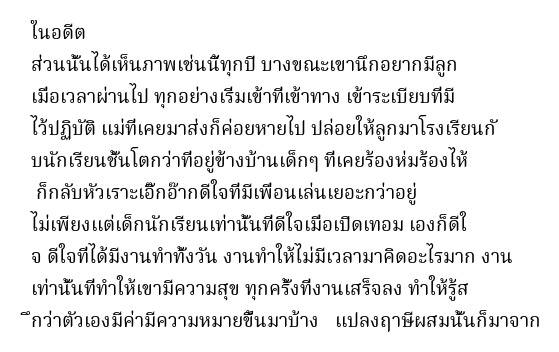 ในอดีต
ส่วนนั้นได้เห็นภาพเช่นนี้ทุกปี บางขณะเขานึกอยากมีลูก
เมื่อเวลาผ่านไป ทุกอย่างเริ่มเข้าที่เข้าทาง เข้าระเบียบที่มี
ไว้ปฏิบัติ แม่ที่เคยมาส่งก็ค่อยหายไป ปล่อยให้ลูกมาโรงเรียนกั
บนักเรียนชั้นโตกว่าที่อยู่ข้างบ้านเด็กๆ ที่เคยร้องห่มร้องไห้
ก็กลับหัวเราะเอิ๊กอ๊ากดีใจที่มีเพื่อนเล่นเยอะกว่าอยู่
ไม่เพียงแต่เด็กนักเรียนเท่านั้นที่ดีใจเมื่อเปิดเทอม เองก็ดีใ
จ ดีใจที่ได้มีงานทำทั้งวัน งานทำให้ไม่มีเวลามาคิดอะไรมาก งาน
เท่านั้นที่ทำให้เขามีความสุข ทุกครั้งที่งานเสร็จลง ทำให้รู้ส
ึกว่าตัวเองมีค่ามีความหมายขึ้นมาบ้าง แปลงฤาษีผสมนั้นก็มาจาก